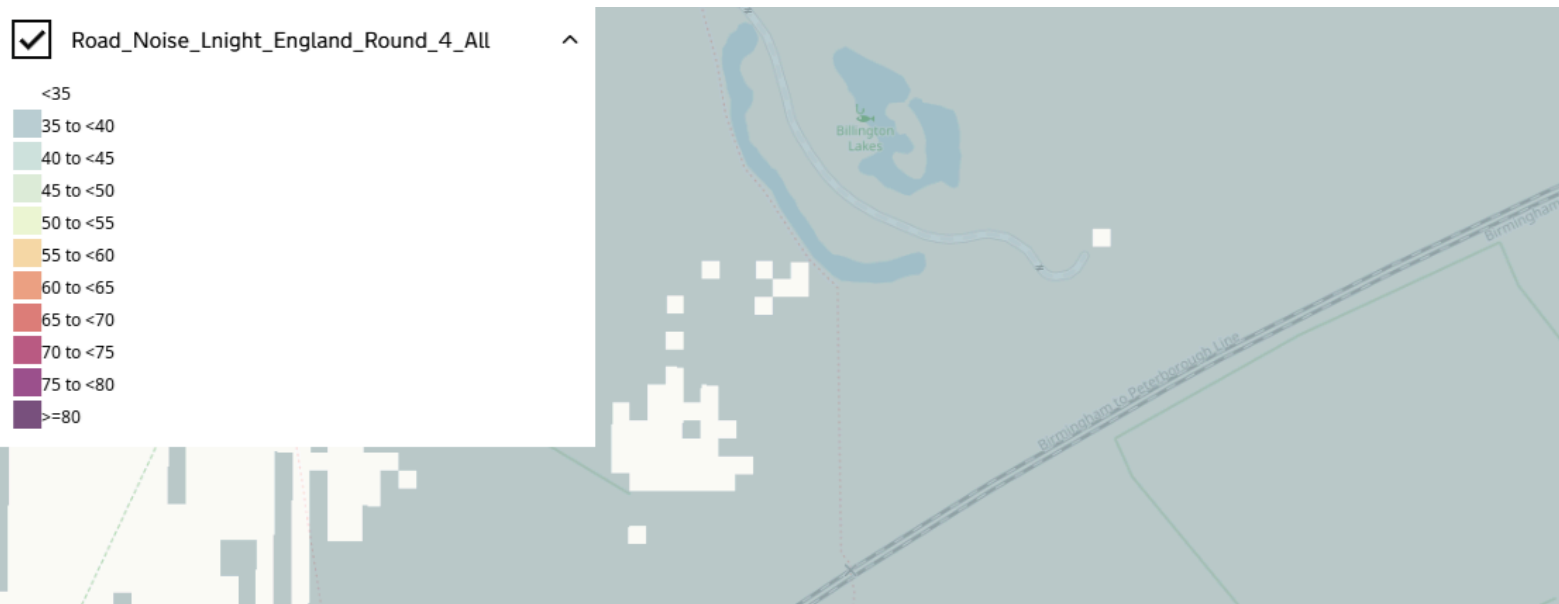 Road_Noise_Lnight_England_Round_4_All
<35
35 to <40
40 to <45
45 to <50
50 to <55
55 to <60
60 to <65
65 to <70
70 to <75
75 to <80
>=80
Billington
Lakes
Birmingham
Birmingham to Peterborough Line